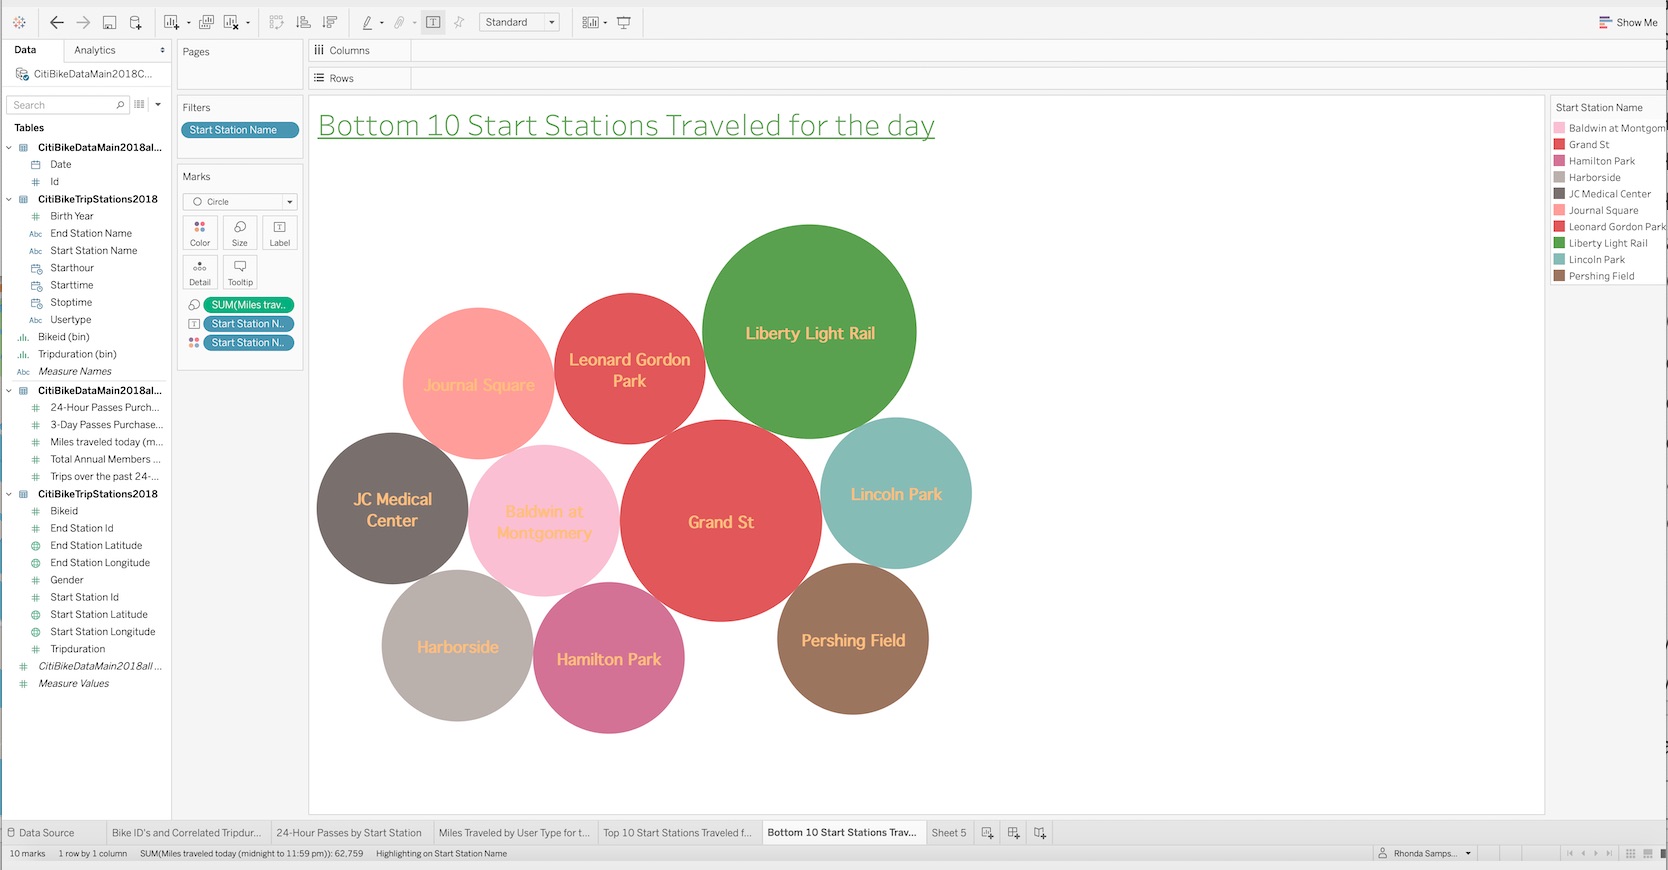 Standard
Show Me
Data
Analytics
CitiBikeDataMain2018C...
Search
Tables
CitiBikeDataMain2018al...
Date
Id
CitiBikeTripStations2018
Birth Year
Abc End Station Name
Abc Start Station Name
Starthour
Starttime
Stoptime
Abc Usertype
Bikeid (bin)
Tripduration (bin)
Abc Measure Names
CitiBikeDataMain2018al...
24-Hour Passes Purch...
3-Day Passes Purchase...
Miles traveled today (m...
Total Annual Members ...
Trips over the past 24-...
CitiBikeTripStations2018
Bikeid
End Station Id
End Station Latitude
End Station Longitude
Gender
Start Station Id
Start Station Latitude
Start Station Longitude
Tripduration
CitiBikeDataMain2018all ...
Measure Values
Pages
Filters
Start Station Name
Marks
Circle
Color
Size
Label
Detail
Tooltip
SUM(Miles trav..
Start Station N..
Start Station N..
Columns
Rows
Bottom 10 Start Stations Traveled for the day
Liberty Light Rail
Leonard Gordon
Park
Journal Square
JC Medical
Center
Baldwin at
Montgomery
Grand St
Lincoln Park
Harborside
Hamilton Park
Pershing Field
Start Station Name
Baldwin at Montgom
Grand St
Hamilton Park
Harborside
JC Medical Center
Journal Square
Leonard Gordon Park
Liberty Light Rail
Lincoln Park
Pershing Field
Data Source
Bike ID's and Correlated Tripdur...
24-Hour Passes by Start Station
Miles Traveled by User Type for t...
Top 10 Start Stations Traveled f...
Bottom 10 Start Stations Trav...
Sheet 5
10 marks
1 row by 1 column
SUM(Miles traveled today (midnight to 11:59 pm)): 62,759
Highlighting on Start Station Name
Rhonda Samps...